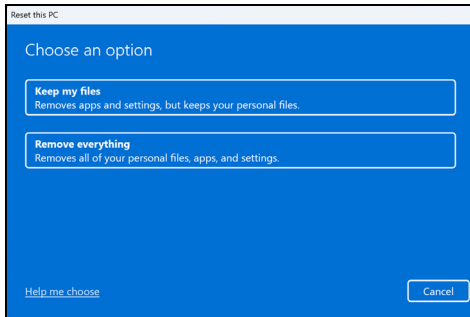 Reset this PC
Choose an option
Keep my files
Removes apps and settings, but keeps your personal files.
Remove everything
Removes all of your personal files, apps, and settings.
Help me choose
Cancel